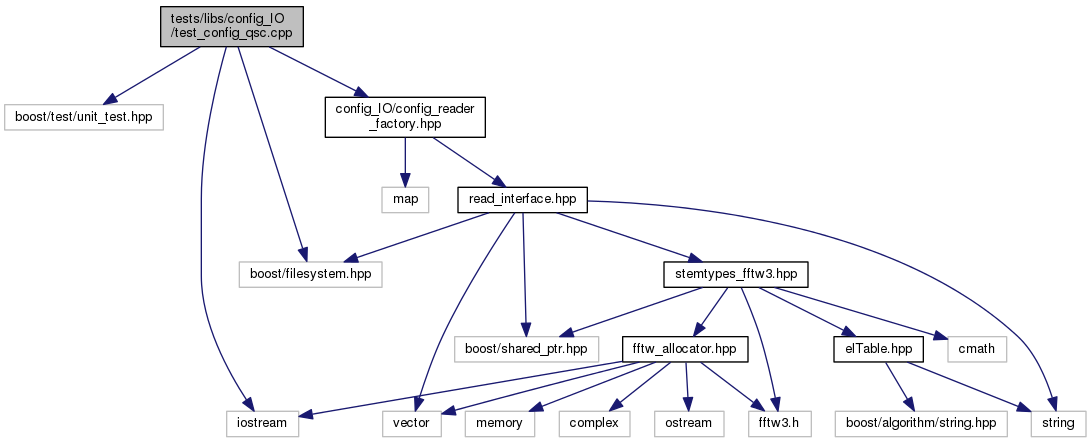 tests/libs/config_IO
/test_config_qsc.cpp
boost/test/unit_test.hpp
config_IO/config_reader
_factory.hpp
map
read_interface.hpp
boost/filesystem.hpp
stemtypes_fftw3.hpp
boost/shared_ptr.hpp
fftw_allocator.hpp
elTable.hpp
cmath
iostream
vector
memory
complex
ostream
fftw3.h
boost/algorithm/string.hpp
string